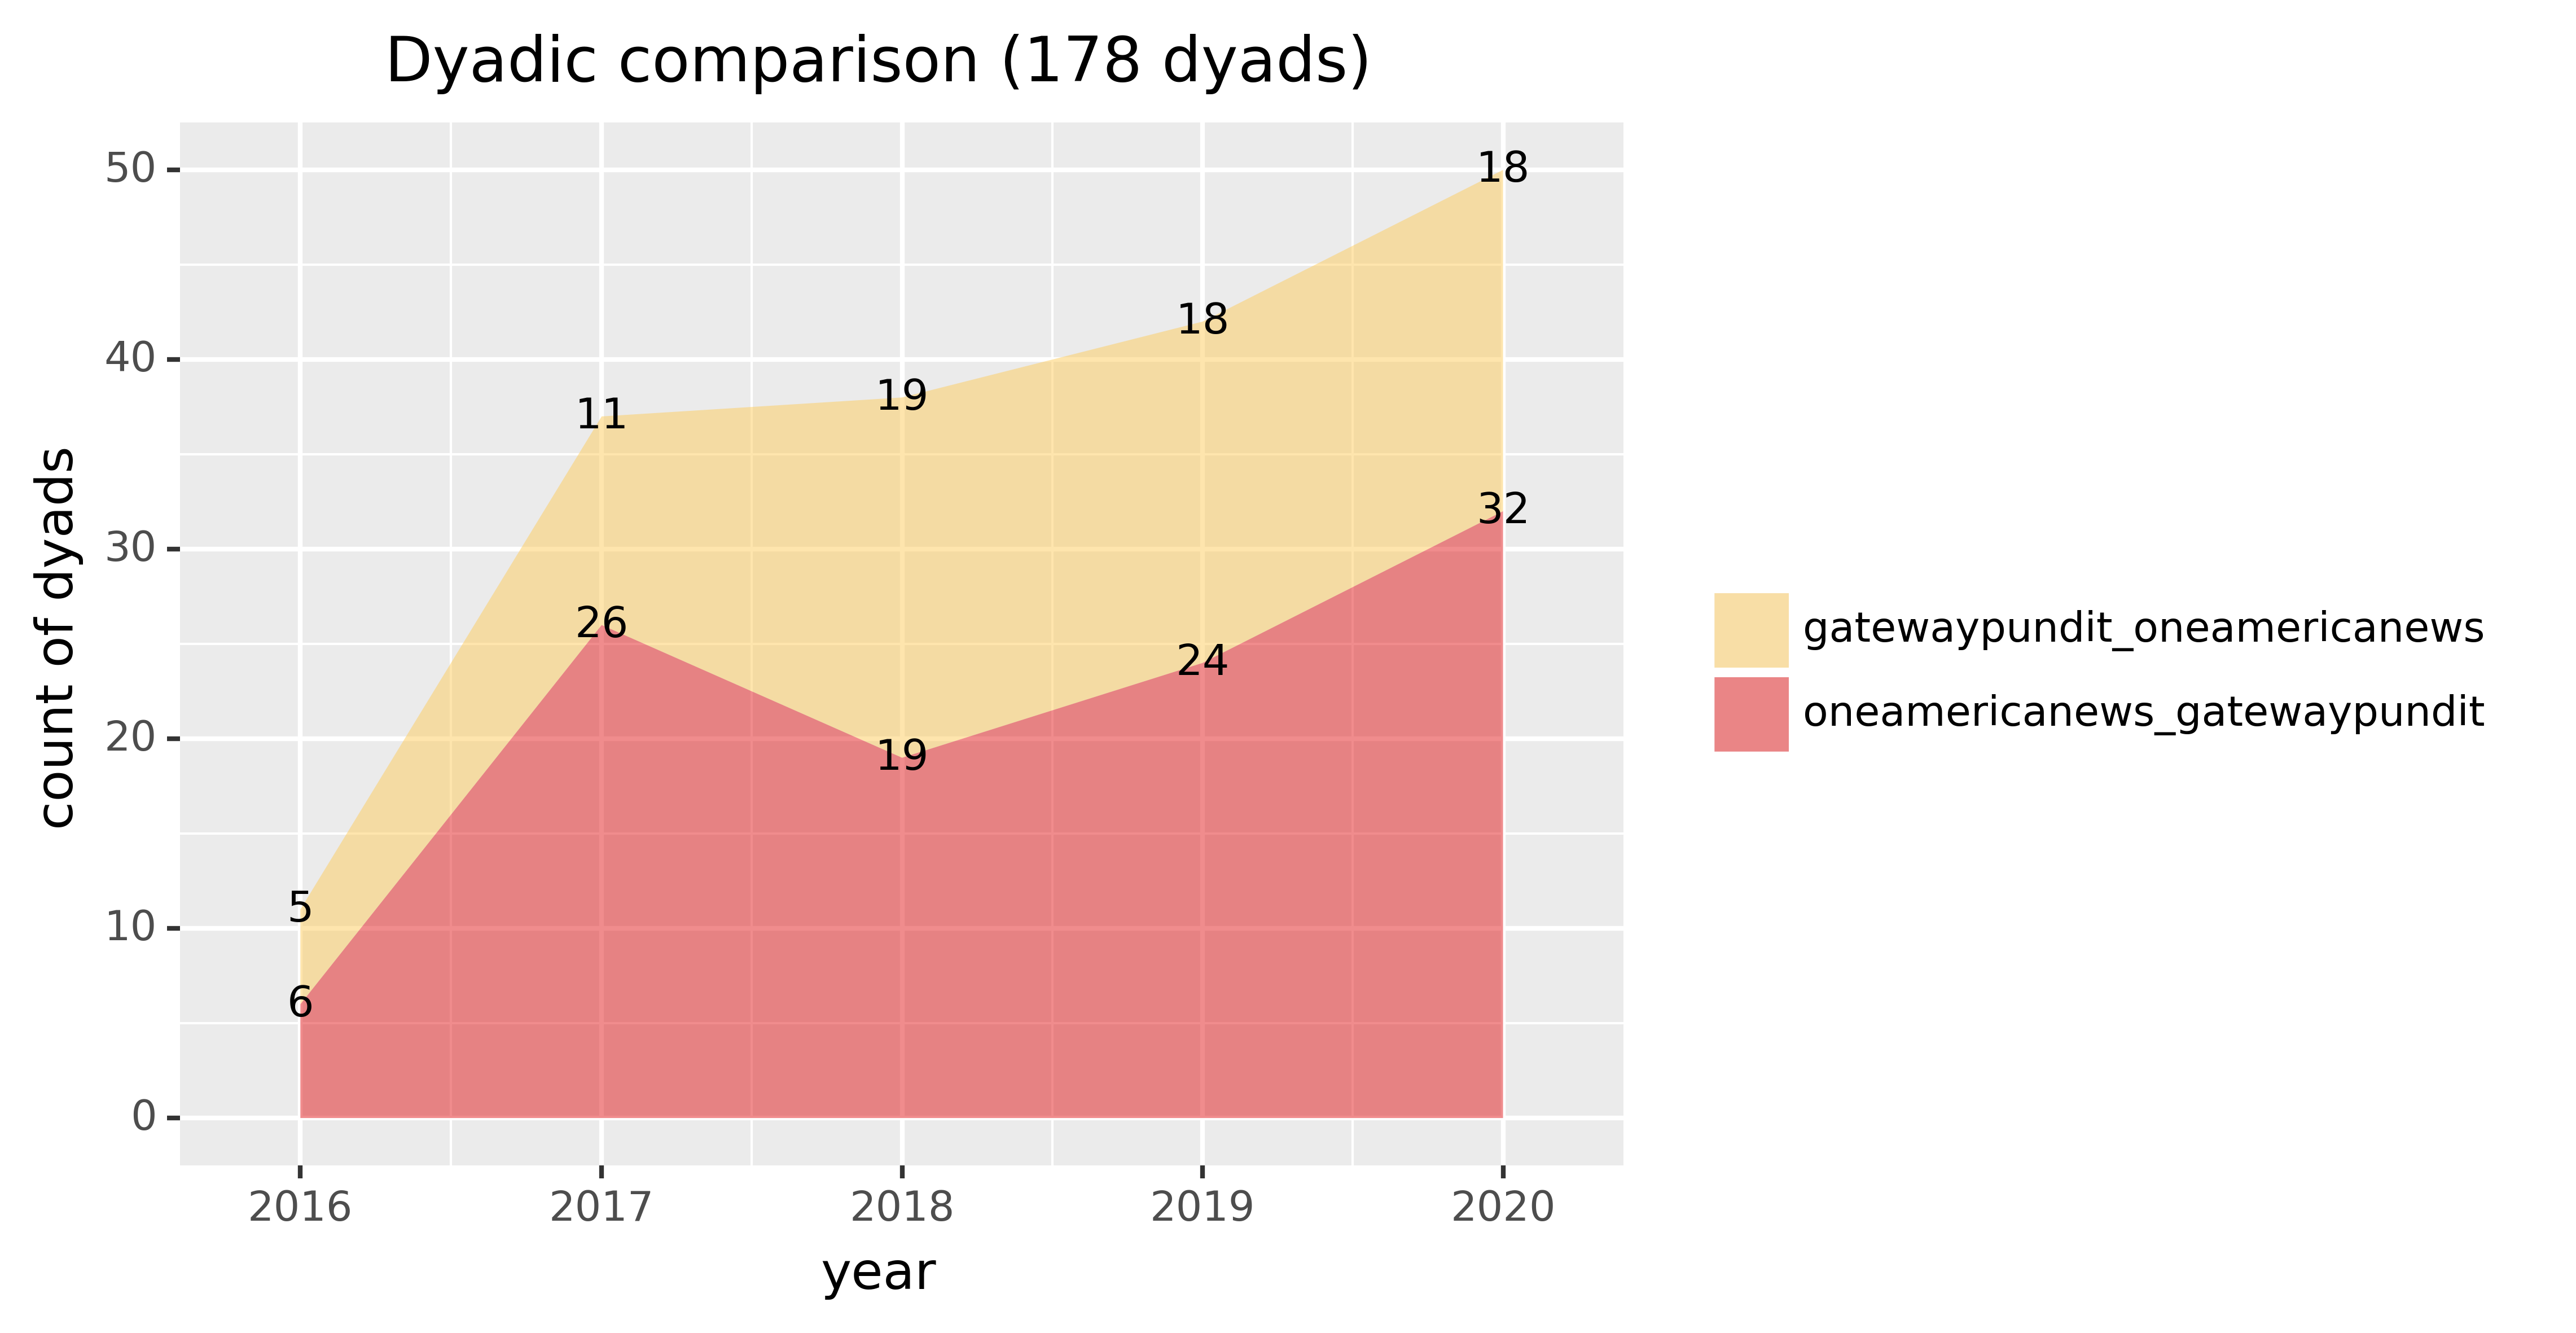 Dyadic comparison (178 dyads)
count of dyads
50
40
30
20
10
0
18
18
19
11
32
26
24
19
5
6
2016 2017 2018 2019 2020
year
gatewaypundit_oneamericanews
oneamericanews_gatewaypundit